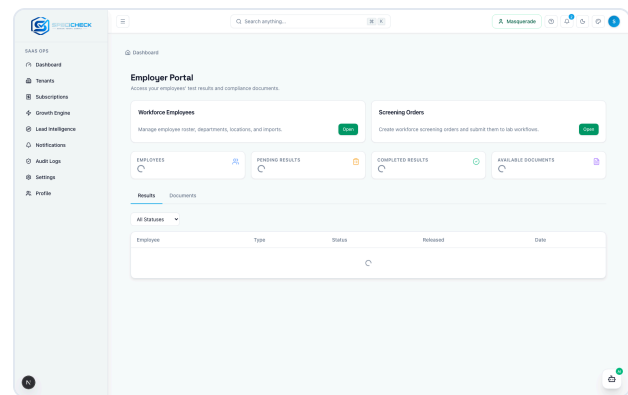 SPECICHECK
Search anything...
⌘ K
Masquerade
S
SAAS OPS
Dashboard
Tenants
Subscriptions
Growth Engine
Lead Intelligence
Notifications
Audit Logs
Settings
Profile
Dashboard
Employer Portal
Access your employees' test results and compliance documents.
Workforce Employees
Manage employee roster, departments, locations, and imports.
Open
Screening Orders
Create workforce screening orders and submit them to lab workflows.
Open
EMPLOYEES
PENDING RESULTS
COMPLETED RESULTS
AVAILABLE DOCUMENTS
Results
Documents
All Statuses
Employee Type Status Released Date
N